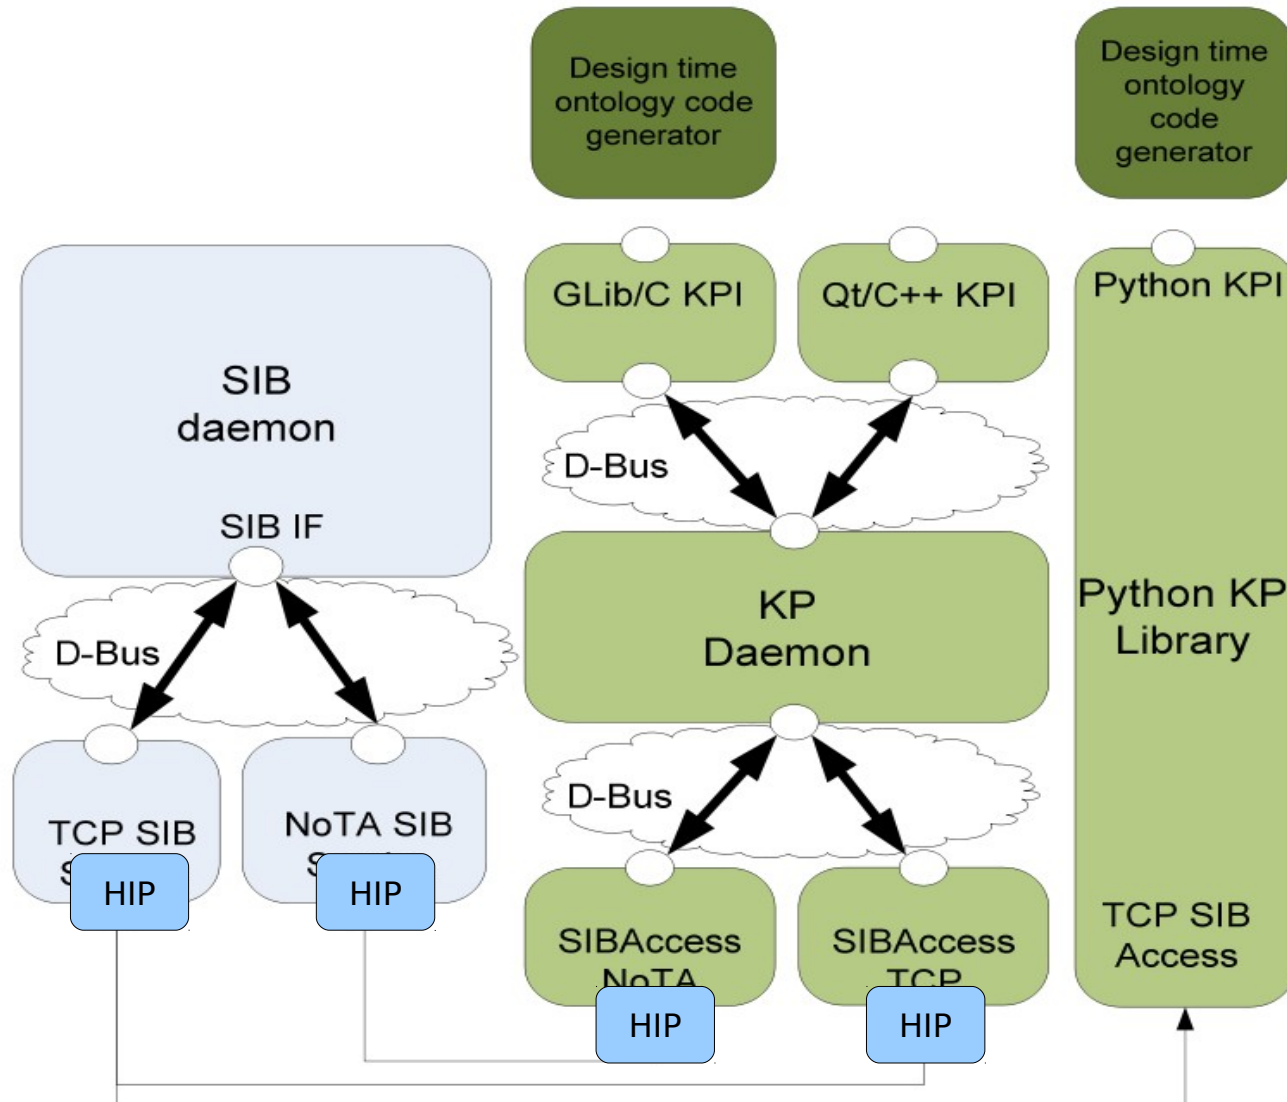 Design time
ontology code
generator
Design time
ontology
code
generator
GLib/C KPI
Qt/C++ KPI
Python KPI
SIB
daemon
SIB IF
D-Bus
D-Bus
KP
Daemon
Python KP
Library
D-Bus
TCP SIB
NoTA SIB
HIP
HIP
SIBAccess
NoTA
SIBAccess
TCP
TCP SIB
Access
HIP
HIP